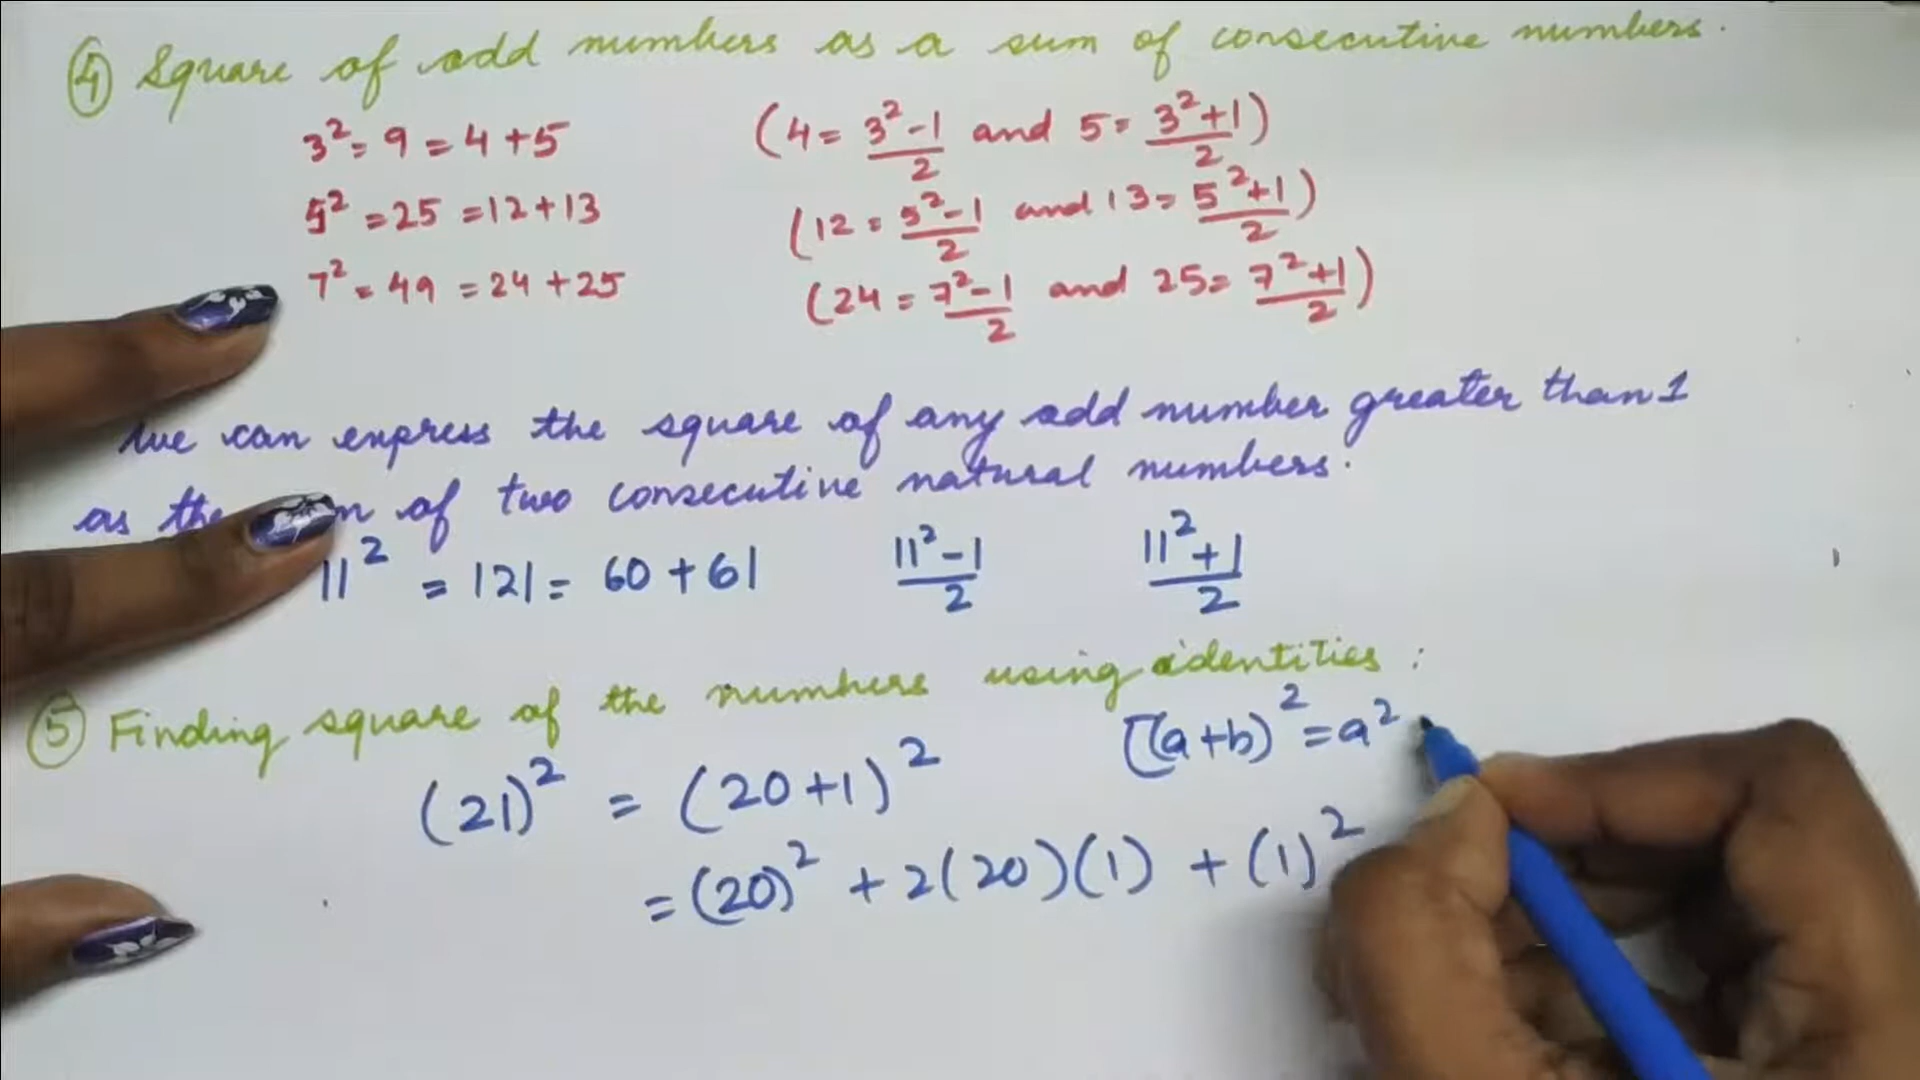 ④ Square of odd numbers as a sum of consecutive numbers.
3² = 9 = 4 + 5 (4 = 3²-1/2 and 5 = 3²+1/2)
5² = 25 = 12 + 13 (12 = 5²-1/2 and 13 = 5²+1/2)
7² = 49 = 24 + 25 (24 = 7²-1/2 and 25 = 7²+1/2)
We can express the square of any odd number greater than 1
as the of two consecutive natural numbers.
11² = 121 = 60 + 61 11²-1/2 11²+1/2
⑤ Finding square of the numbers using identities :
(21)² = (20+1)² [(a+b)² = a²
= (20)² + 2(20)(1) + (1)²